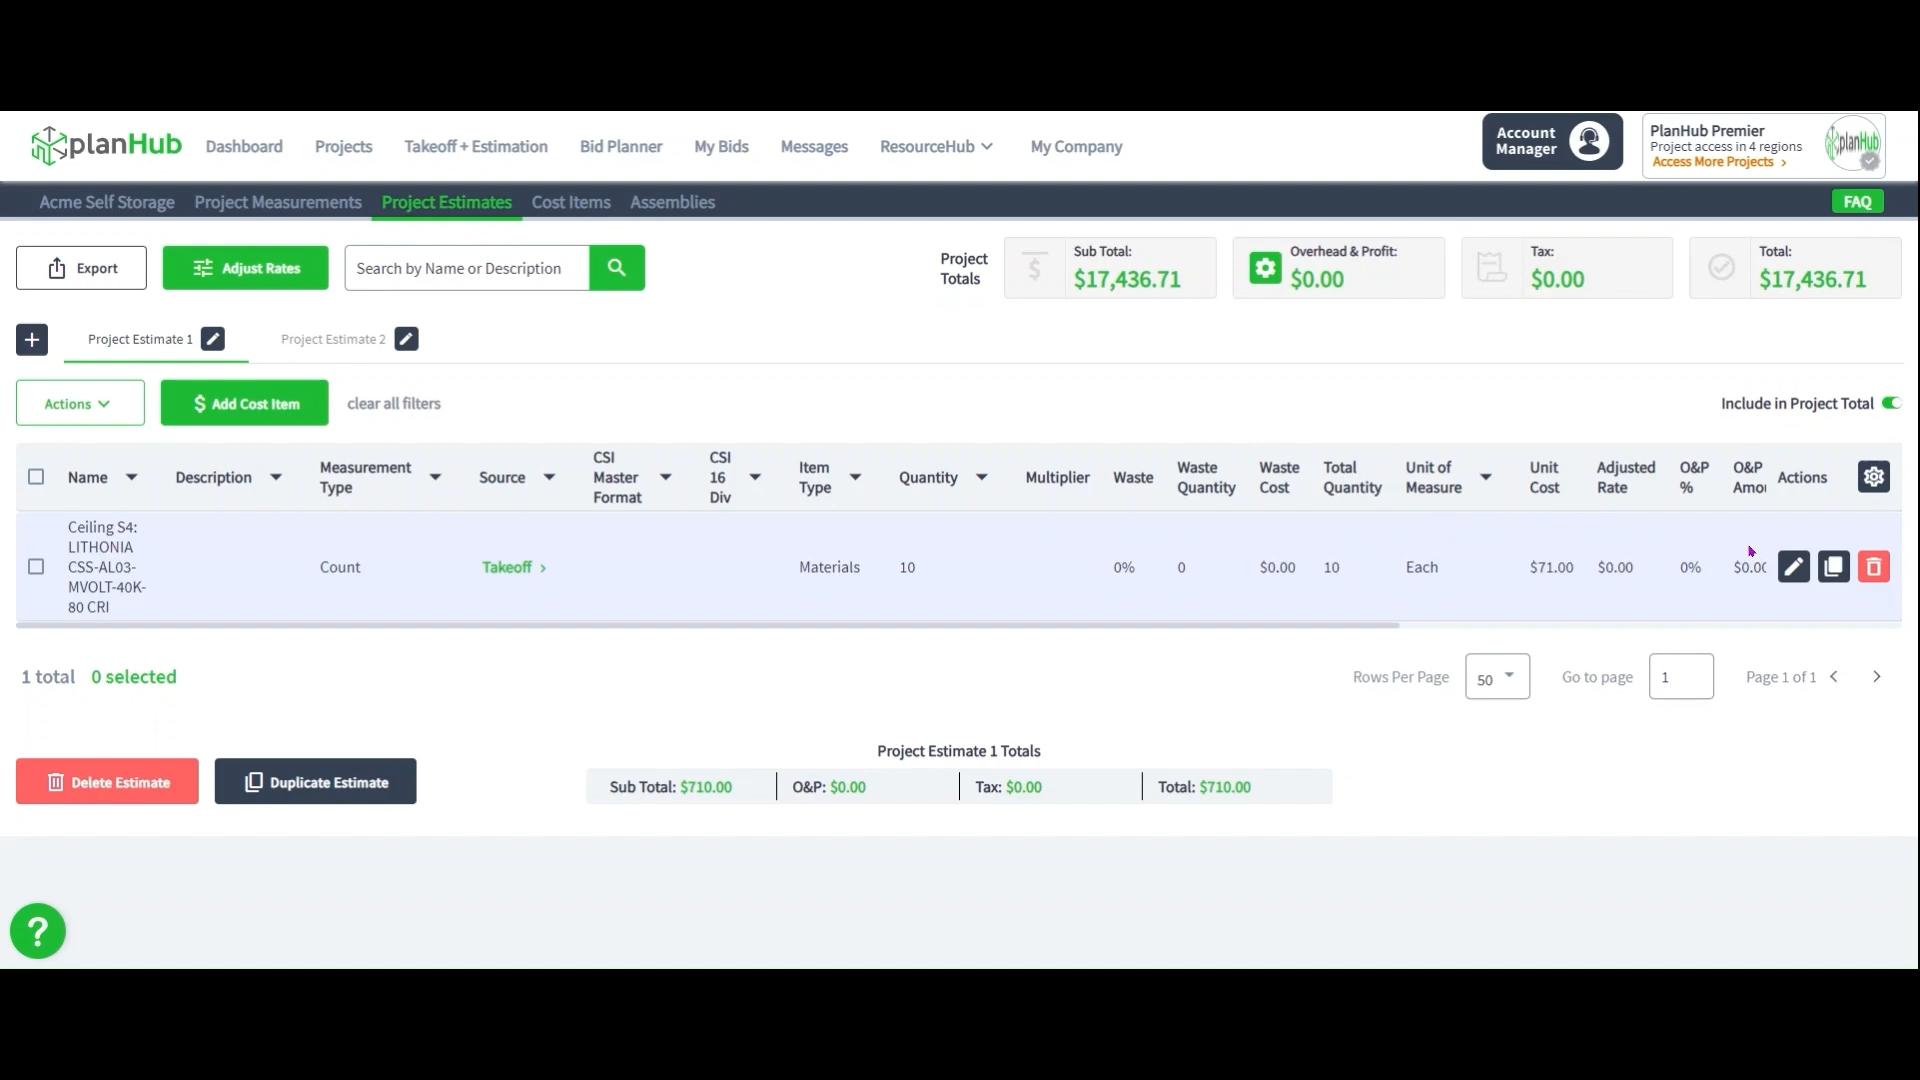 planHub
Dashboard
Projects
Takeoff + Estimation
Bid Planner
My Bids
Messages
ResourceHub
My Company
Account
Manager
PlanHub Premier
Project access in 4 regions
Access More Projects >
planHub
Acme Self Storage
Project Measurements
Project Estimates
Cost Items
Assemblies
FAQ
Export
Adjust Rates
Search by Name or Description
Project
Totals
Sub Total:
$17,436.71
Overhead & Profit:
$0.00
Tax:
$0.00
Total:
$17,436.71
+
Project Estimate 1
Project Estimate 2
Actions
$ Add Cost Item
clear all filters
Include in Project Total
Name
Description
Measurement
Type
Source
CSI
Master
Format
CSI
16
Div
Item
Type
Quantity
Multiplier
Waste
Waste
Quantity
Waste
Cost
Total
Quantity
Unit of
Measure
Unit
Cost
Adjusted
Rate
O&P
%
O&P
Amou
Actions
Ceiling S4:
LITHONIA
CSS-AL03-
MVOLT-40K-
80 CRI
Count
Takeoff >
Materials
10
0%
0
$0.00
10
Each
$71.00
$0.00
0%
$0.00
1 total
0 selected
Rows Per Page
50
Go to page
1
Page 1 of 1
Delete Estimate
Duplicate Estimate
Project Estimate 1 Totals
Sub Total: $710.00
O&P: $0.00
Tax: $0.00
Total: $710.00
?